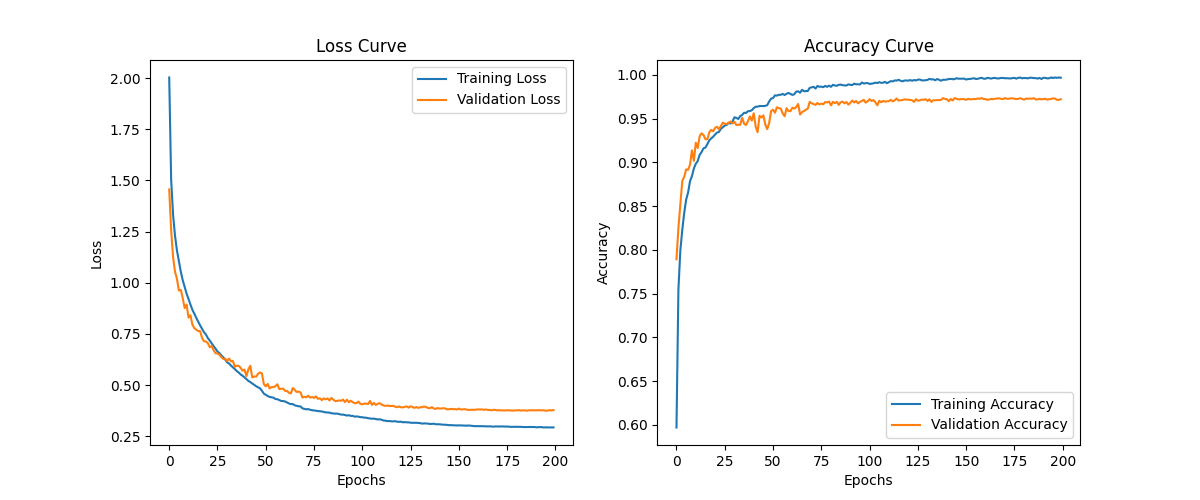 Loss Curve
Training Loss
Validation Loss
2.00
1.75
1.50
1.25
1.00
0.75
0.50
0.25
Loss
0 25 50 75 100 125 150 175 200
Epochs
Accuracy Curve
1.00
0.95
0.90
0.85
0.80
0.75
0.70
0.65
0.60
Accuracy
Training Accuracy
Validation Accuracy
0 25 50 75 100 125 150 175 200
Epochs